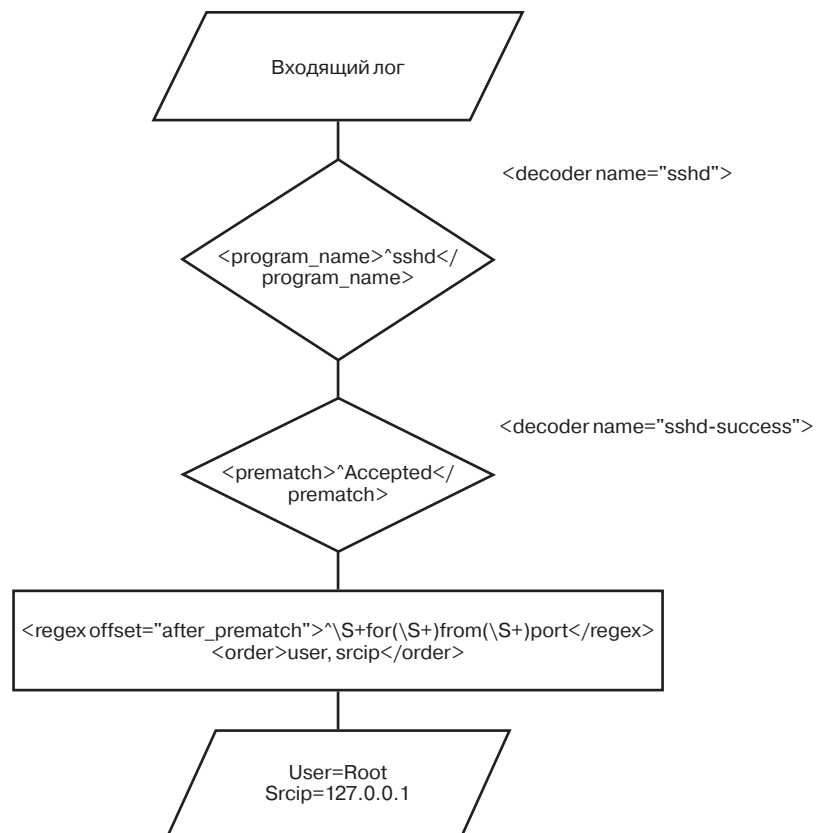 Входящий лог
<decoder name="sshd">
<program_name>^sshd</
program_name>
<decoder name="sshd-success">
<prematch>^Accepted</
prematch>
<regex offset="after_prematch">^\S+for(\S+)from(\S+)port</regex>
<order>user, srcip</order>
User=Root
Srcip=127.0.0.1